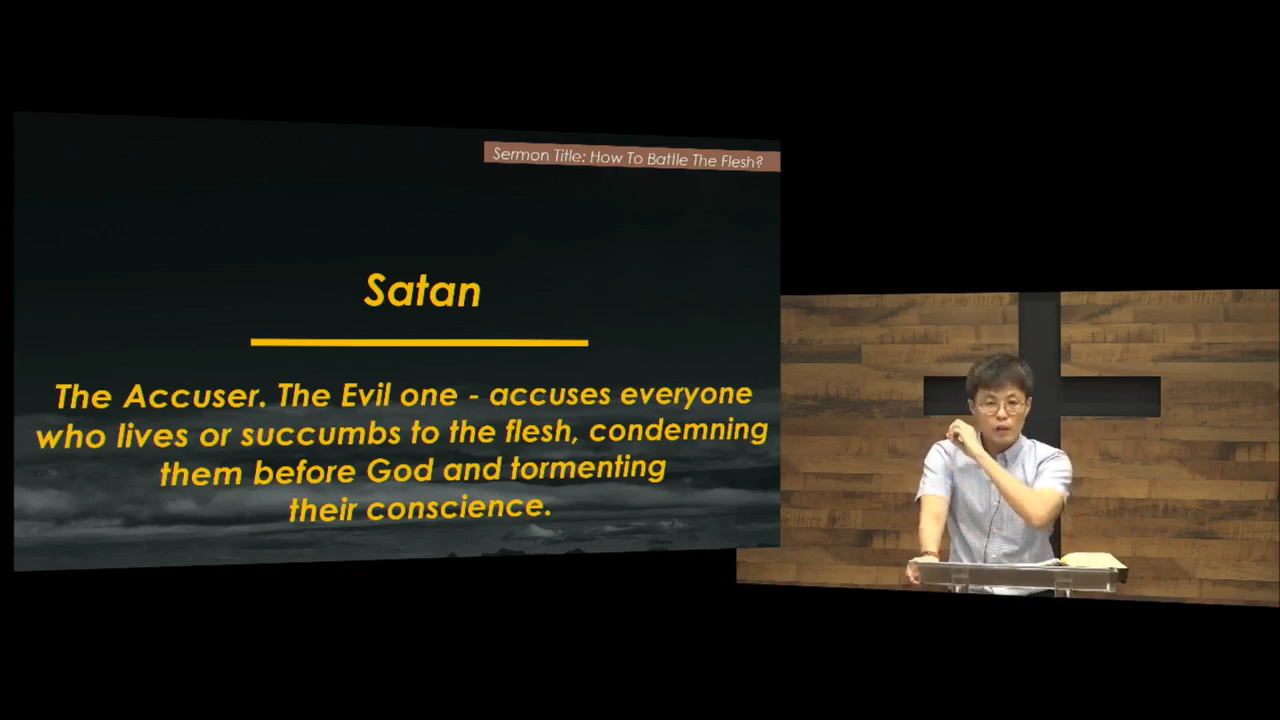 Sermon Title: How To Battle The Flesh?
Satan
The Accuser. The Evil one - accuses everyone
who lives or succumbs to the flesh, condemning
them before God and tormenting
their conscience.